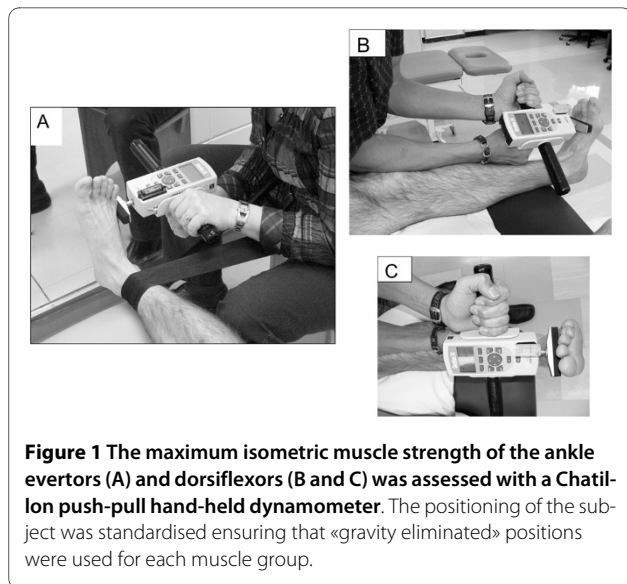 A
B
C
Figure 1 The maximum isometric muscle strength of the ankle
evertors (A) and dorsiflexors (B and C) was assessed with a Chatil-
lon push-pull hand-held dynamometer. The positioning of the sub-
ject was standardised ensuring that «gravity eliminated» positions
were used for each muscle group.